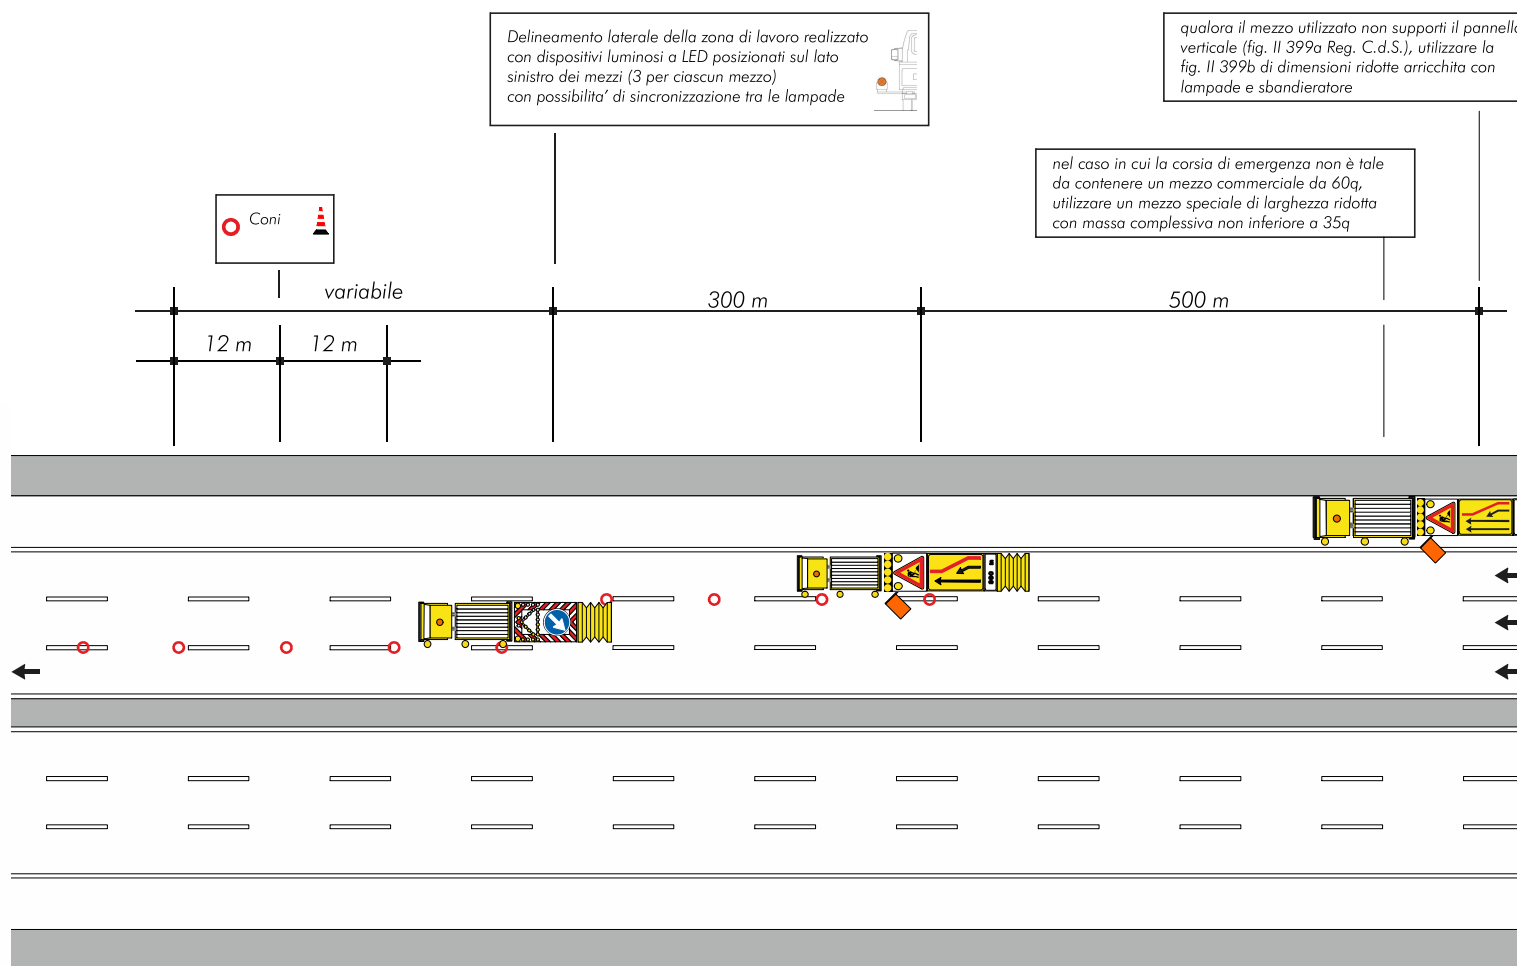 Delineamento laterale della zona di lavoro realizzato
con dispositivi luminosi a LED posizionati sul lato
sinistro dei mezzi (3 per ciascun mezzo)
con possibilita' di sincronizzazione tra le lampade
qualora il mezzo utilizzato non supporti il pannello
verticale (fig. II 399a Reg. C.d.S.), utilizzare la
fig. II 399b di dimensioni ridotte arricchita con
lampade e sbandieratore
nel caso in cui la corsia di emergenza non è tale
da contenere un mezzo commerciale da 60q,
utilizzare un mezzo speciale di larghezza ridotta
con massa complessiva non inferiore a 35q
Coni
variabile
300 m
500 m
12 m
12 m